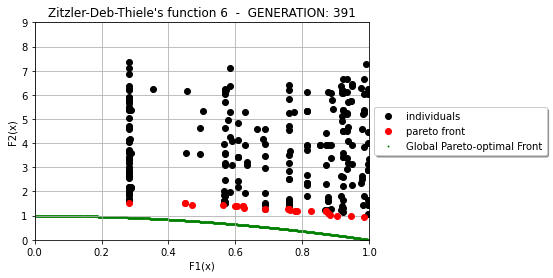 Zitzler-Deb-Thiele's function 6  -  GENERATION: 391
9
8
7
6
5
4
3
2
1
0
F2(x)
0.0 0.2 0.4 0.6 0.8 1.0
F1(x)
individuals
pareto front
Global Pareto-optimal Front